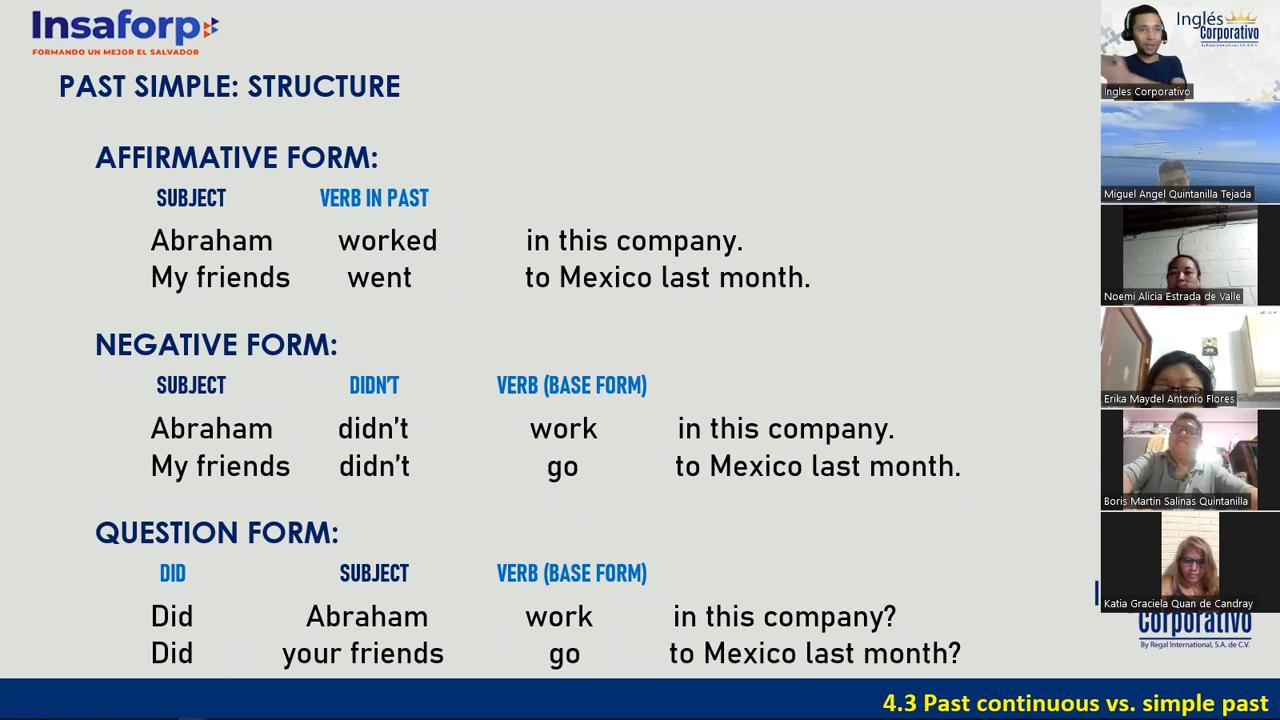 Insaforp
FORMANDO UN MEJOR EL SALVADOR
PAST SIMPLE: STRUCTURE
AFFIRMATIVE FORM:
SUBJECT VERB IN PAST
Abraham worked in this company.
My friends went to Mexico last month.
NEGATIVE FORM:
SUBJECT DIDN'T VERB (BASE FORM)
Abraham didn't work in this company.
My friends didn't go to Mexico last month.
QUESTION FORM:
DID SUBJECT VERB (BASE FORM)
Did Abraham work in this company?
Did your friends go to Mexico last month?
4.3 Past continuous vs. simple past
Inglés
Corporativo
By Regal International, S.A. de C.V.
Ingles Corporativo
Miguel Angel Quintanilla Tejada
Noemi Alicia Estrada de Valle
Erika Maydel Antonio Flores
Boris Martin Salinas Quintanilla
Katia Graciela Quan de Candray
Corporativo
By Regal International, S.A. de C.V.